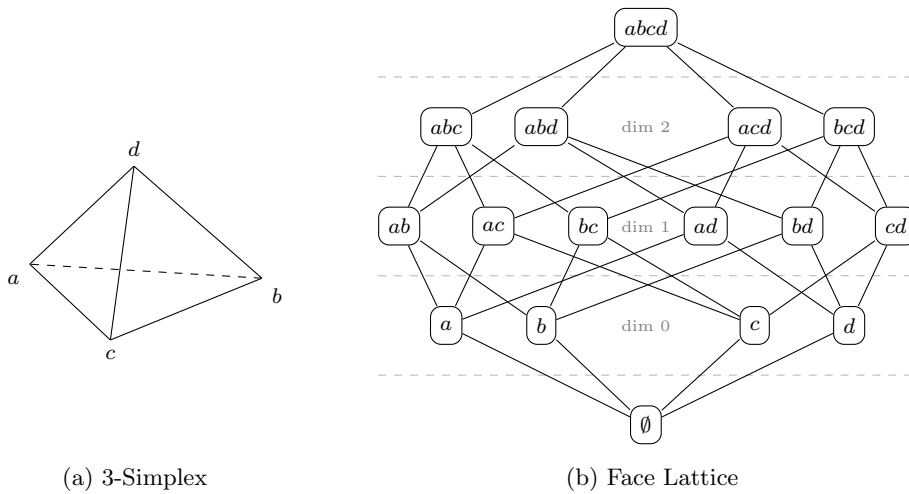 abcd
abc abd dim 2 acd bcd
d
ab ac bc dim 1 ad bd cd
a
b
a b dim 0 c d
c
∅
(a) 3-Simplex
(b) Face Lattice